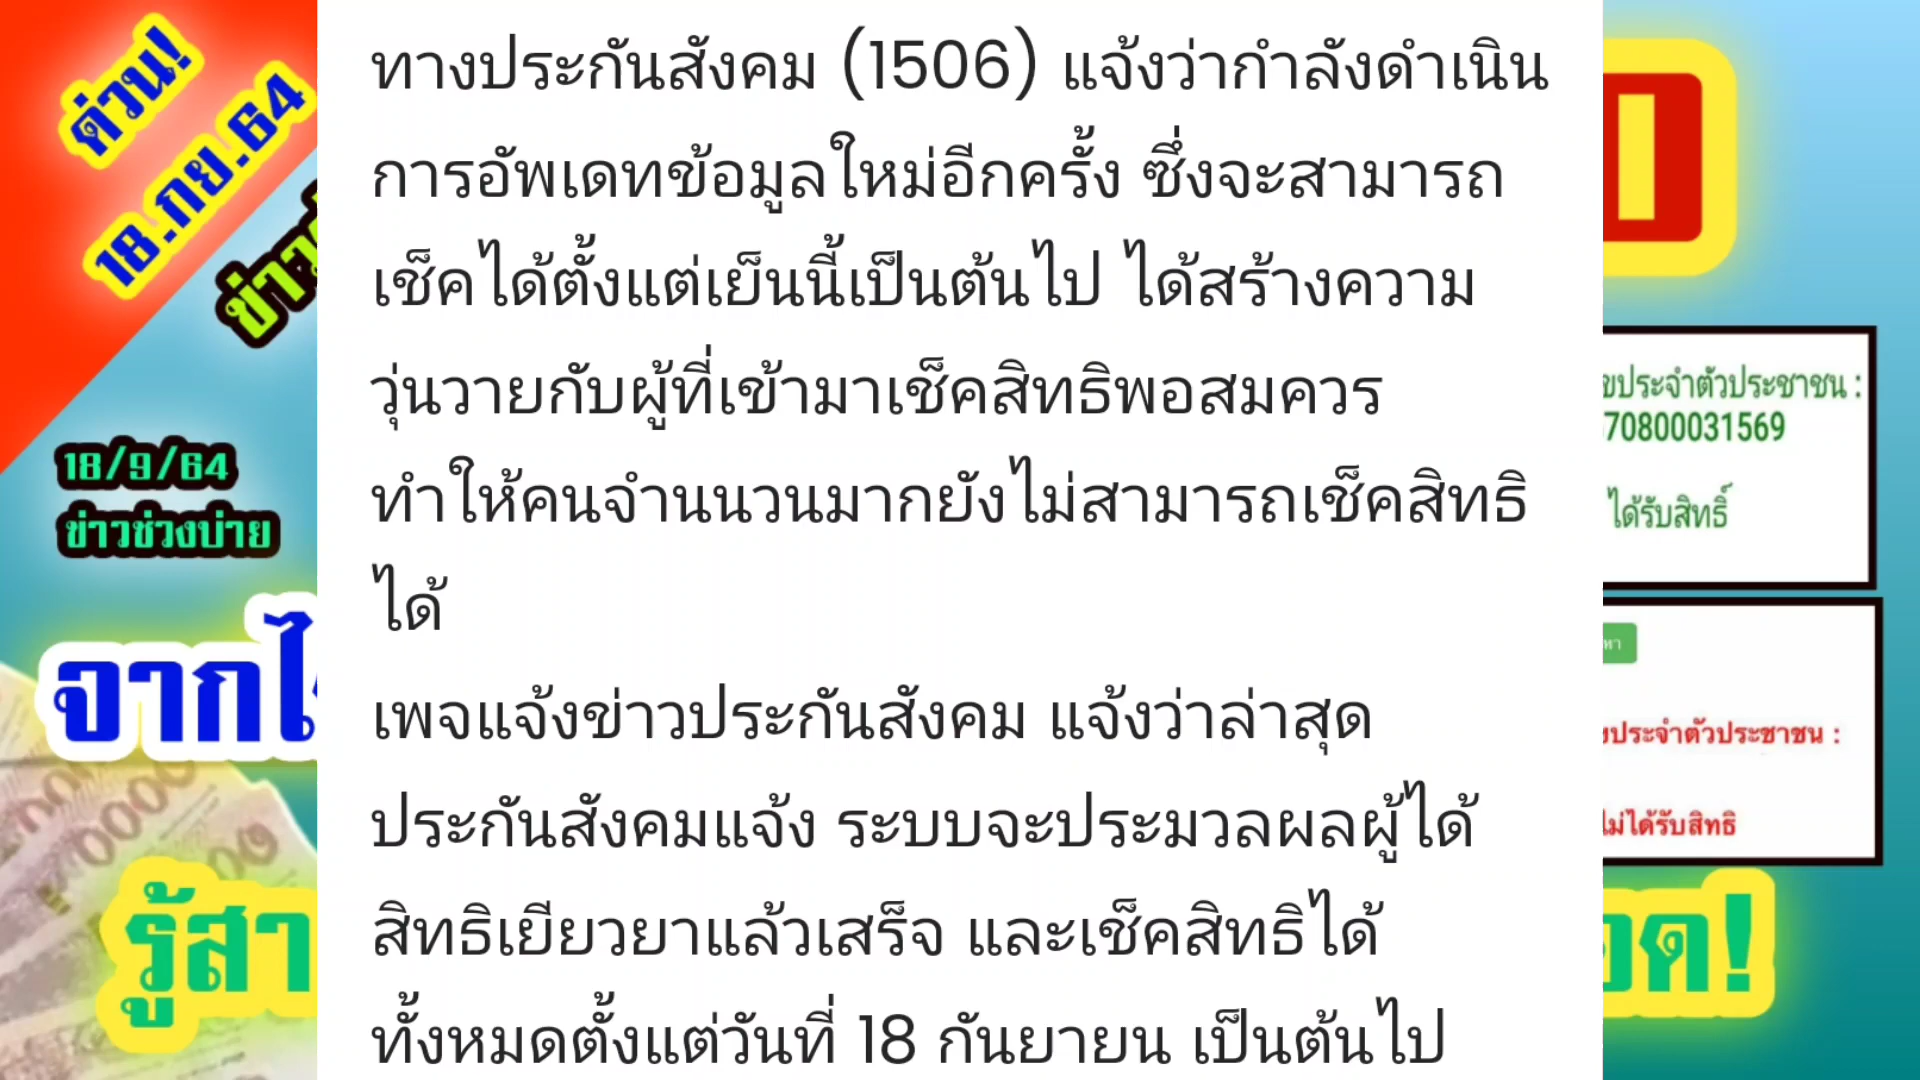 ด่วน!
18.กย.64
18/9/64
ข่าวช่วงบ่าย
ทางประกันสังคม (1506) แจ้งว่ากำลังดำเนิน
การอัพเดทข้อมูลใหม่อีกครั้ง ซึ่งจะสามารถ
เช็คได้ตั้งแต่เย็นนี้เป็นต้นไป ได้สร้างความ
วุ่นวายกับผู้ที่เข้ามาเช็คสิทธิพอสมควร
ทำให้คนจำนนวนมากยังไม่สามารถเช็คสิทธิ
ได้
เพจแจ้งข่าวประกันสังคม แจ้งว่าล่าสุด
ประกันสังคมแจ้ง ระบบจะประมวลผลผู้ได้
สิทธิเยียวยาแล้วเสร็จ และเช็คสิทธิได้
ทั้งหมดตั้งแต่วันที่ 18 กันยายน เป็นต้นไป
ขประจำตัวประชาชน :
70800031569
ได้รับสิทธิ์
ประจำตัวประชาชน :
ไม่ได้รับสิทธิ